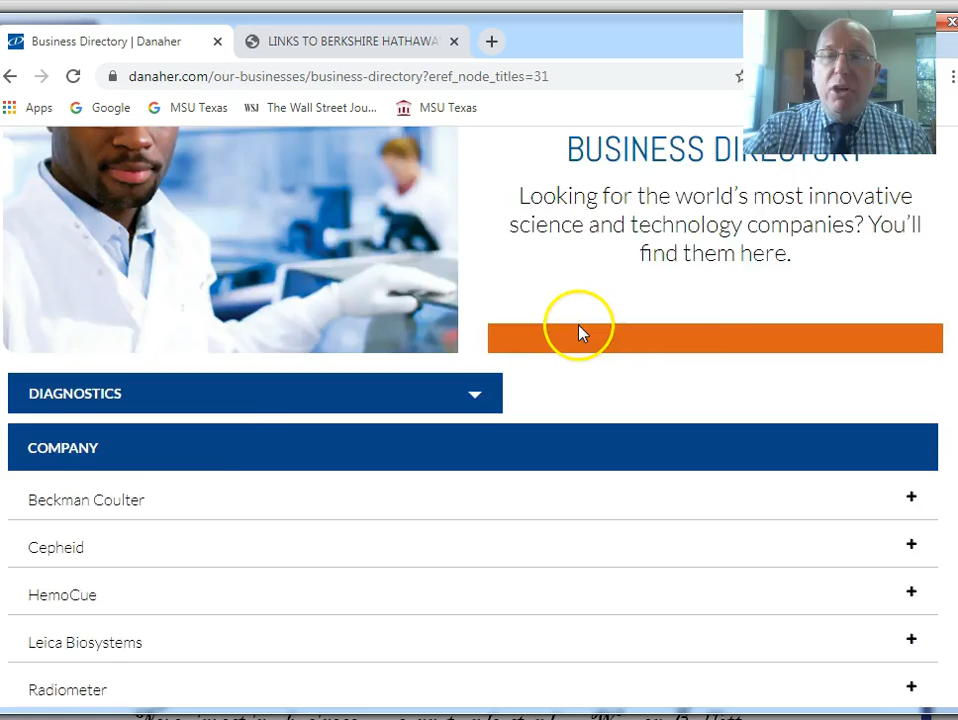 Business Directory | Danaher
LINKS TO BERKSHIRE HATHAWA
danaher.com/our-businesses/business-directory?eref_node_titles=31
Apps
Google
MSU Texas
WSJ
The Wall Street Jou...
MSU Texas
BUSINESS DIRECTORY
Looking for the world's most innovative
science and technology companies? You'll
find them here.
DIAGNOSTICS
COMPANY
Beckman Coulter
Cepheid
HemoCue
Leica Biosystems
Radiometer